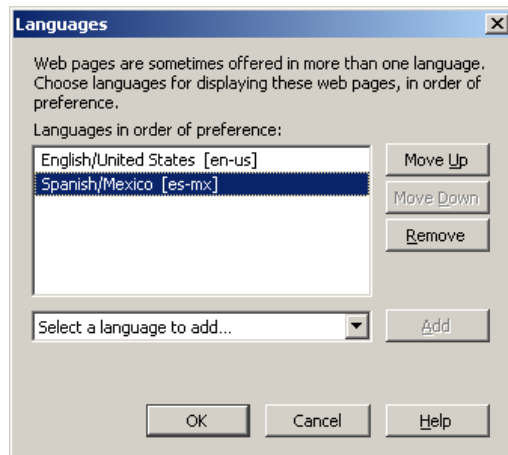 Languages
Web pages are sometimes offered in more than one language.
Choose languages for displaying these web pages, in order of
preference.
Languages in order of preference:
English/United States [en-us]
Spanish/Mexico [es-mx]
Move Up
Move Down
Remove
Select a language to add...
Add
OK
Cancel
Help